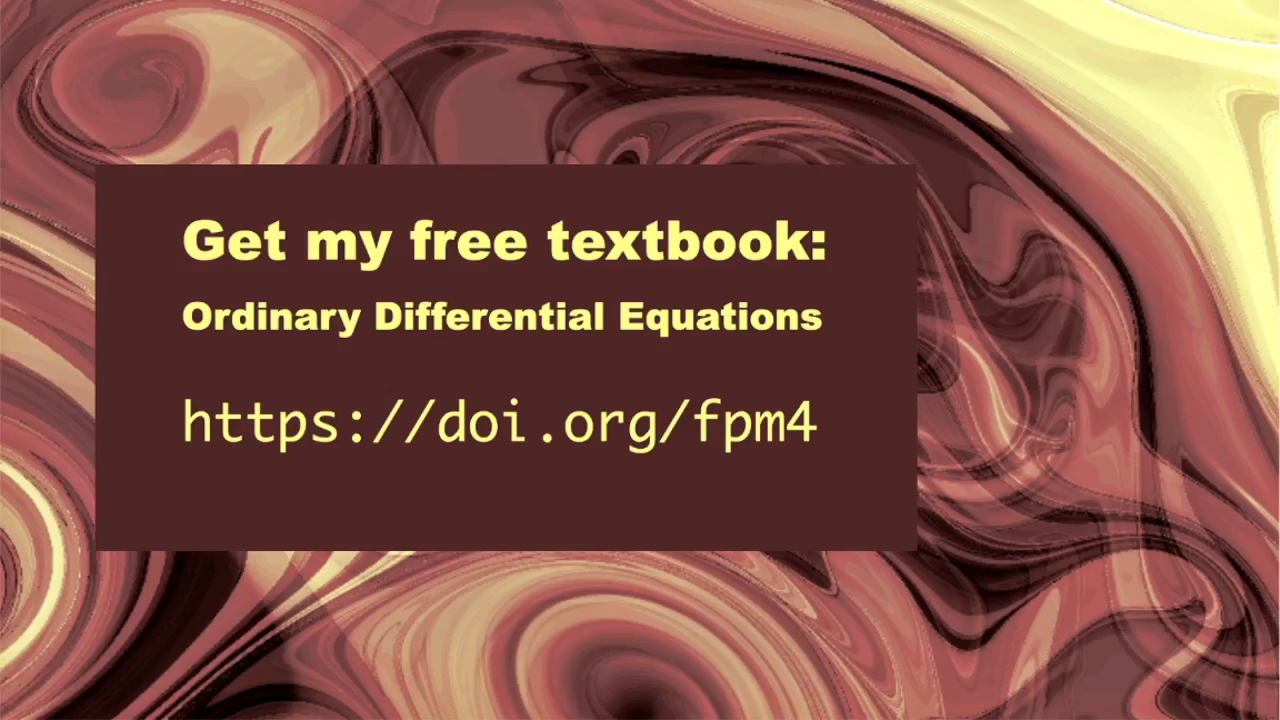 Get my free textbook:
Ordinary Differential Equations
https://doi.org/fpm4